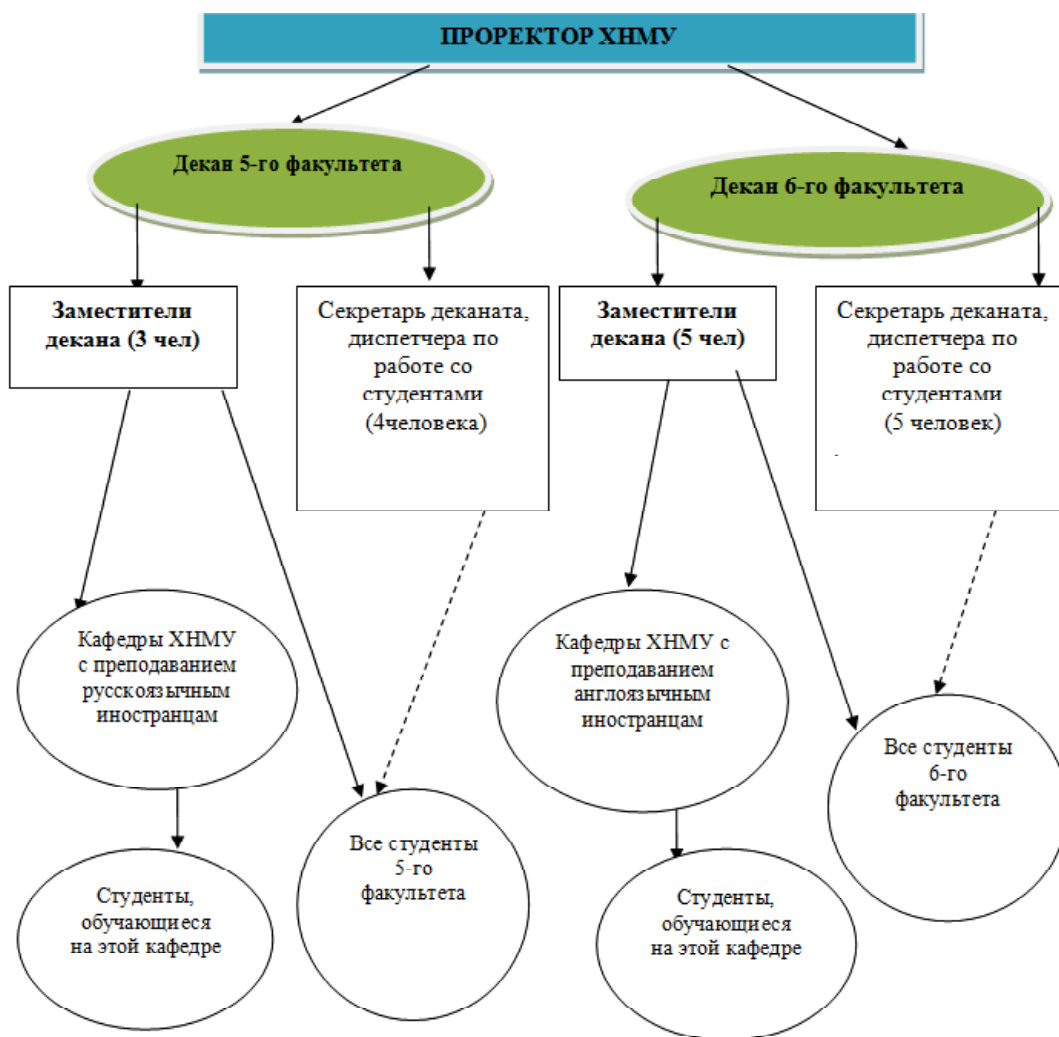 ПРОРЕКТОР ХНМУ
Декан 5-го факультета
Декан 6-го факультета
Заместители
декана (3 чел)
Секретарь деканата,
диспетчера по
работе со
студентами
(4человека)
Заместители
декана (5 чел)
Секретарь деканата,
диспетчера по
работе со
студентами
(5 человек)
Кафедры ХНМУ
с преподаванием
русскоязычным
иностранцам
Кафедры ХНМУ с
преподаванием
англоязычным
иностранцам
Все студенты
6-го
факультета
Все студенты
5-го
факультета
Студенты,
обучающиеся
на этой кафедре
Студенты,
обучающиеся
на этой кафедре